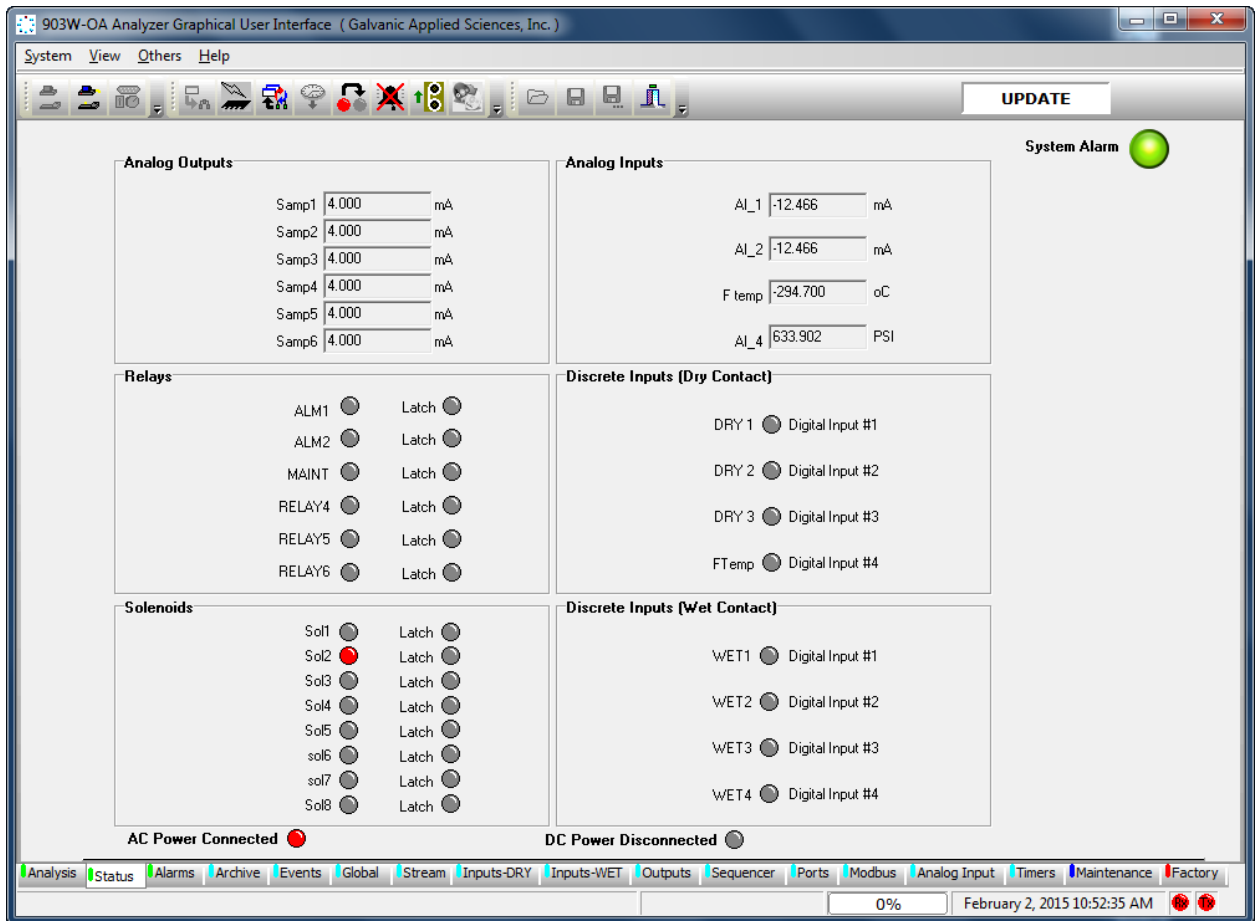 903W-OA Analyzer Graphical User Interface ( Galvanic Applied Sciences, Inc. )
System View Others Help
UPDATE
System Alarm
Analog Outputs
Samp1 4.000 mA
Samp2 4.000 mA
Samp3 4.000 mA
Samp4 4.000 mA
Samp5 4.000 mA
Samp6 4.000 mA
Analog Inputs
AI_1 -12.466 mA
AI_2 -12.466 mA
F temp -294.700 oC
AI_4 633.902 PSI
Relays
ALM1 Latch
ALM2 Latch
MAINT Latch
RELAY4 Latch
RELAY5 Latch
RELAY6 Latch
Discrete Inputs (Dry Contact)
DRY 1 Digital Input #1
DRY 2 Digital Input #2
DRY 3 Digital Input #3
FTemp Digital Input #4
Solenoids
Sol1 Latch
Sol2 Latch
Sol3 Latch
Sol4 Latch
Sol5 Latch
sol6 Latch
sol7 Latch
Sol8 Latch
Discrete Inputs (Wet Contact)
WET1 Digital Input #1
WET2 Digital Input #2
WET3 Digital Input #3
WET4 Digital Input #4
AC Power Connected DC Power Disconnected
Analysis Status Alarms Archive Events Global Stream Inputs-DRY Inputs-WET Outputs Sequencer Ports Modbus Analog Input Timers Maintenance Factory
0% February 2, 2015 10:52:35 AM Rx Tx